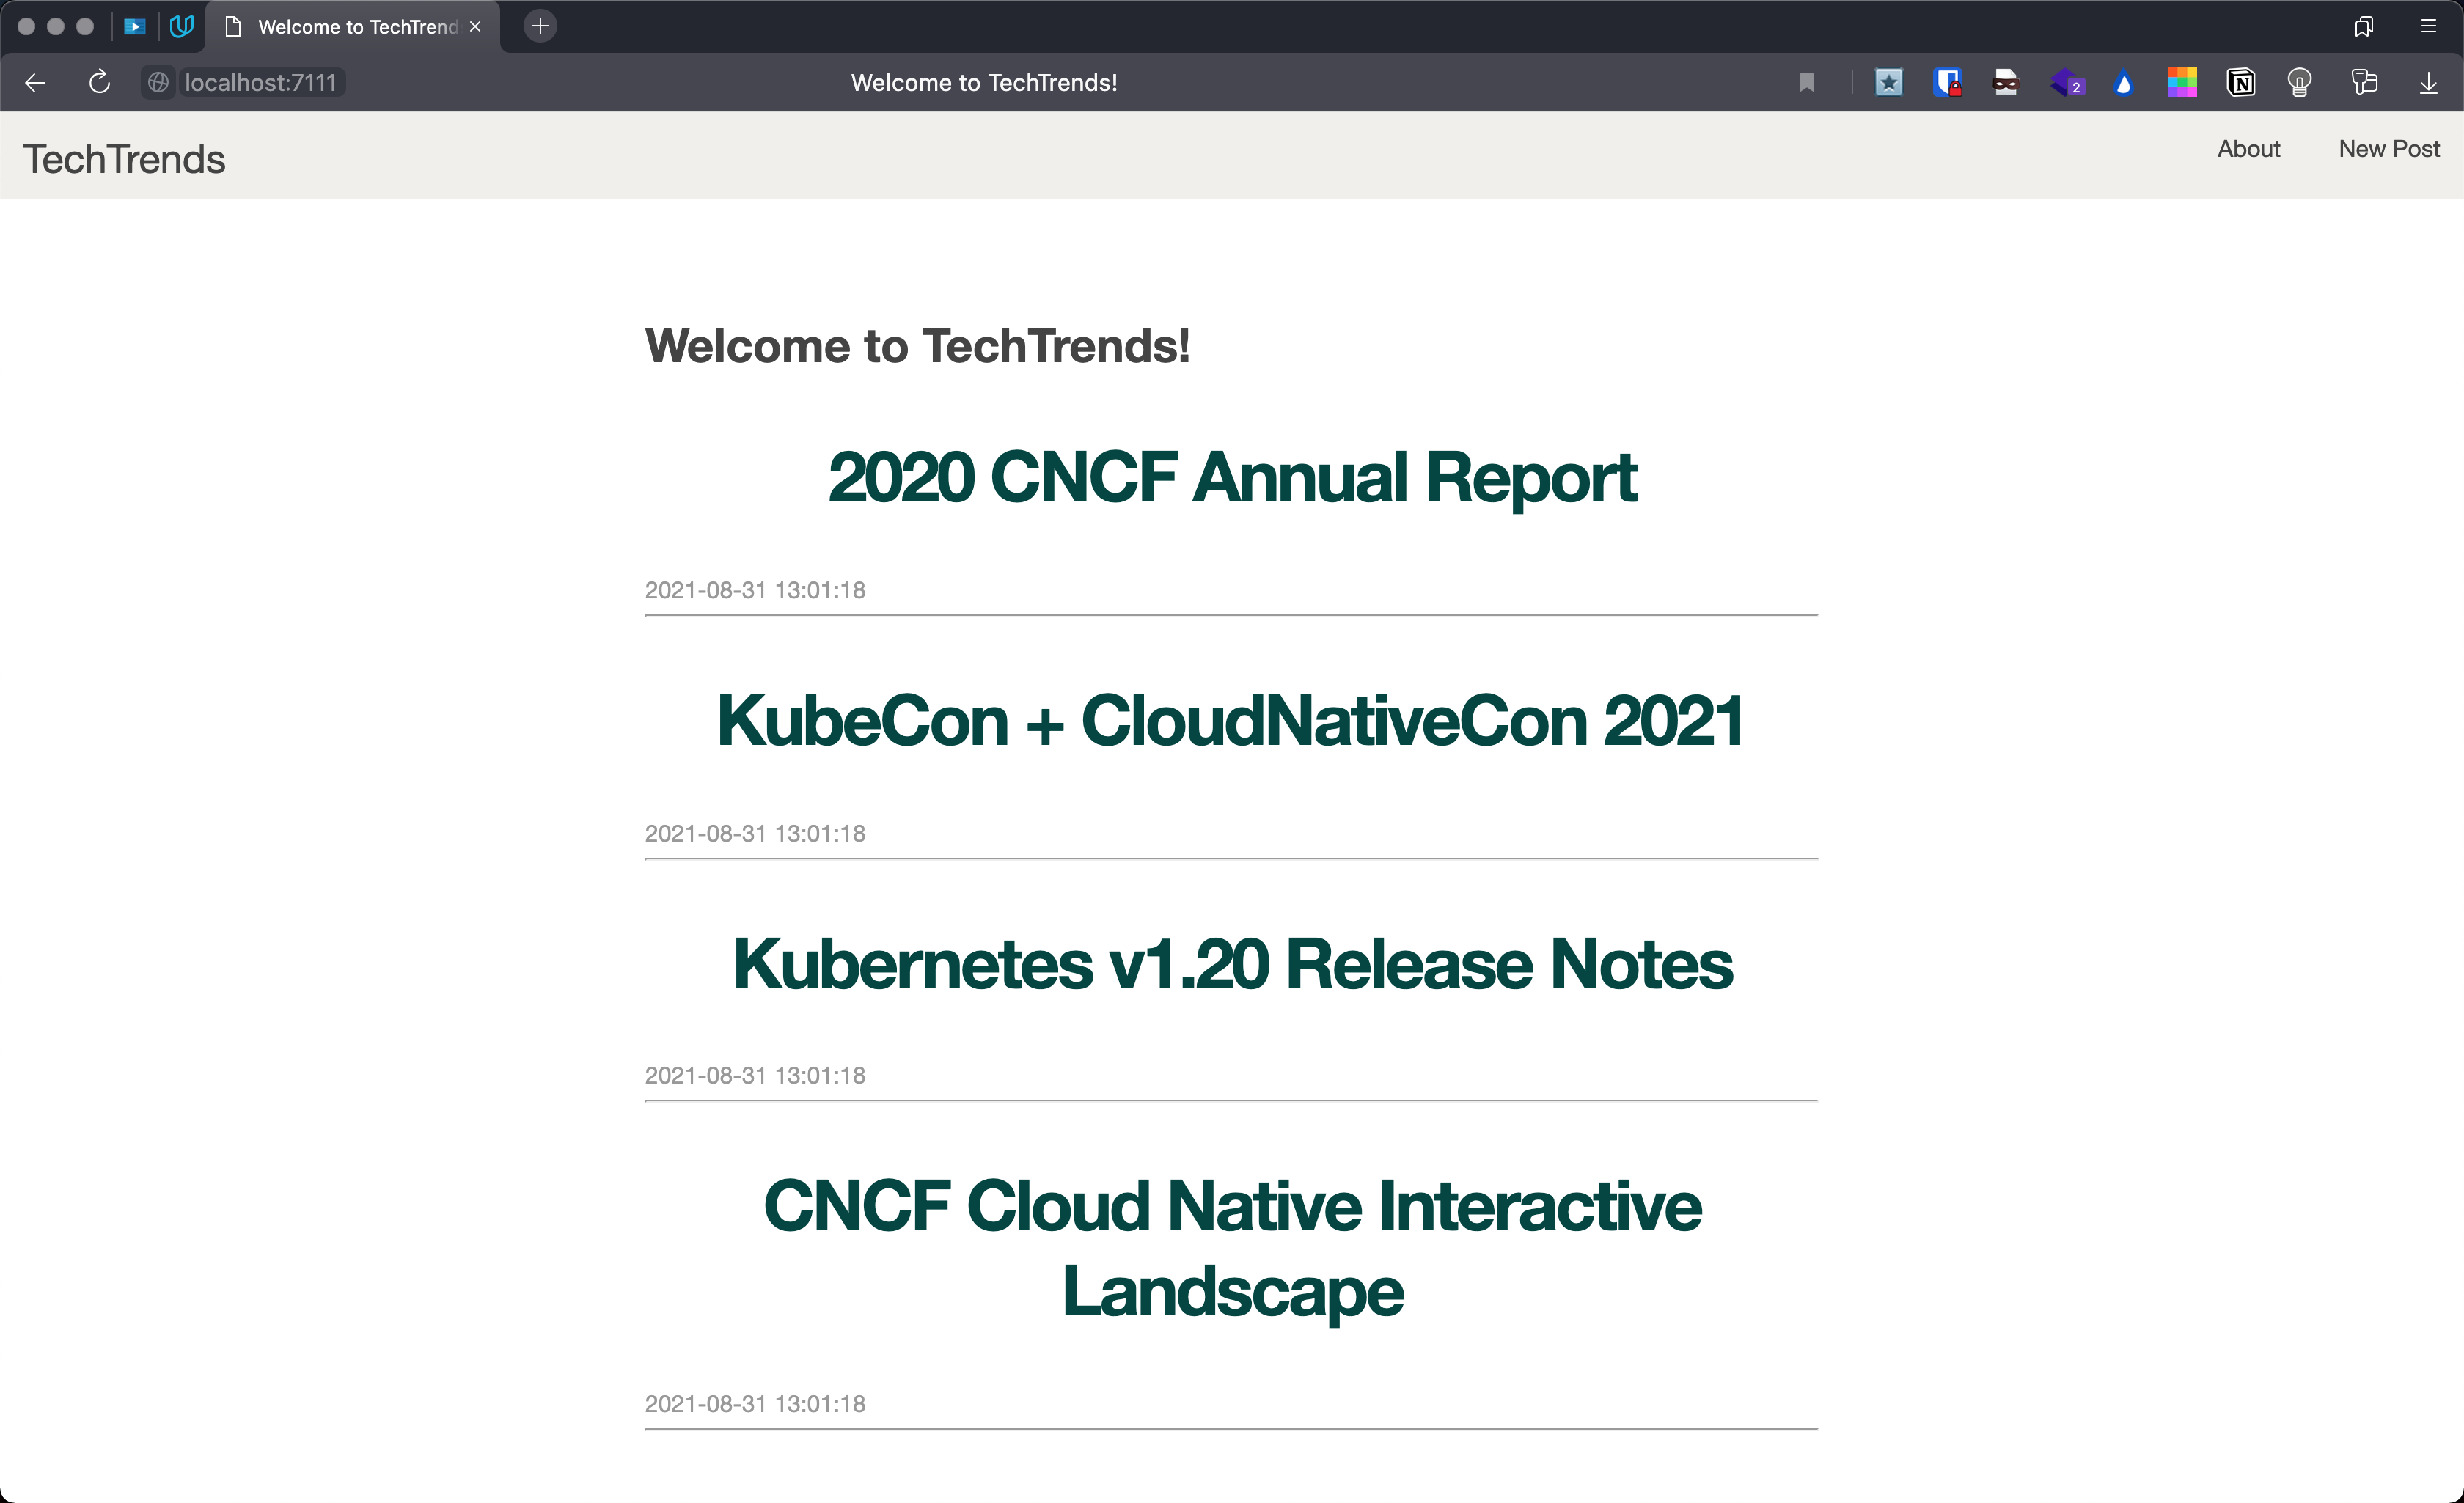 Welcome to TechTrend
localhost:7111
Welcome to TechTrends!
2
N
TechTrends
About
New Post
Welcome to TechTrends!
2020 CNCF Annual Report
2021-08-31 13:01:18
KubeCon + CloudNativeCon 2021
2021-08-31 13:01:18
Kubernetes v1.20 Release Notes
2021-08-31 13:01:18
CNCF Cloud Native Interactive
Landscape
2021-08-31 13:01:18